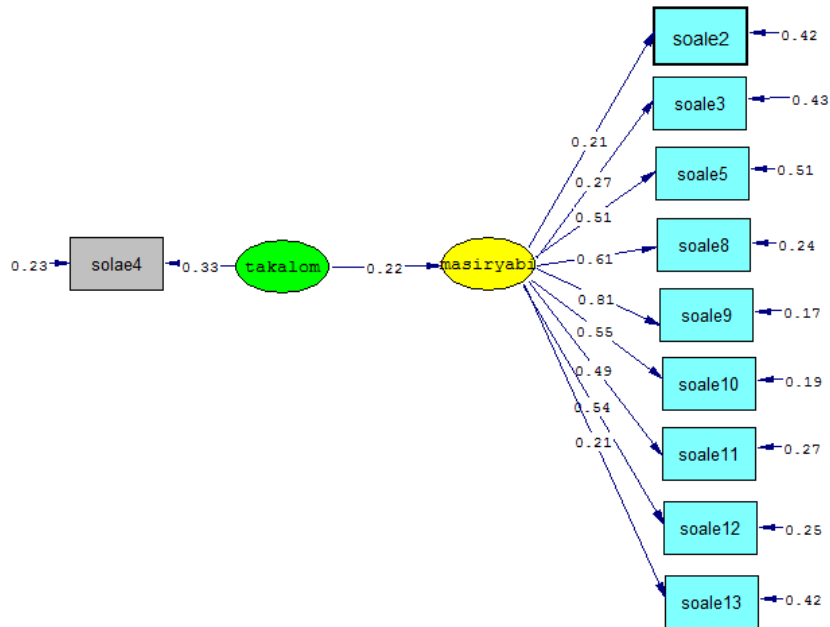 soale2
0.42
soale3
0.43
0.21
0.27
soale5
0.51
0.51
soale8
0.24
0.61
0.23
solae4
0.33
takalom
0.22
masiryabi
0.81
soale9
0.17
0.55
soale10
0.19
0.49
0.54
0.21
soale11
0.27
soale12
0.25
soale13
0.42